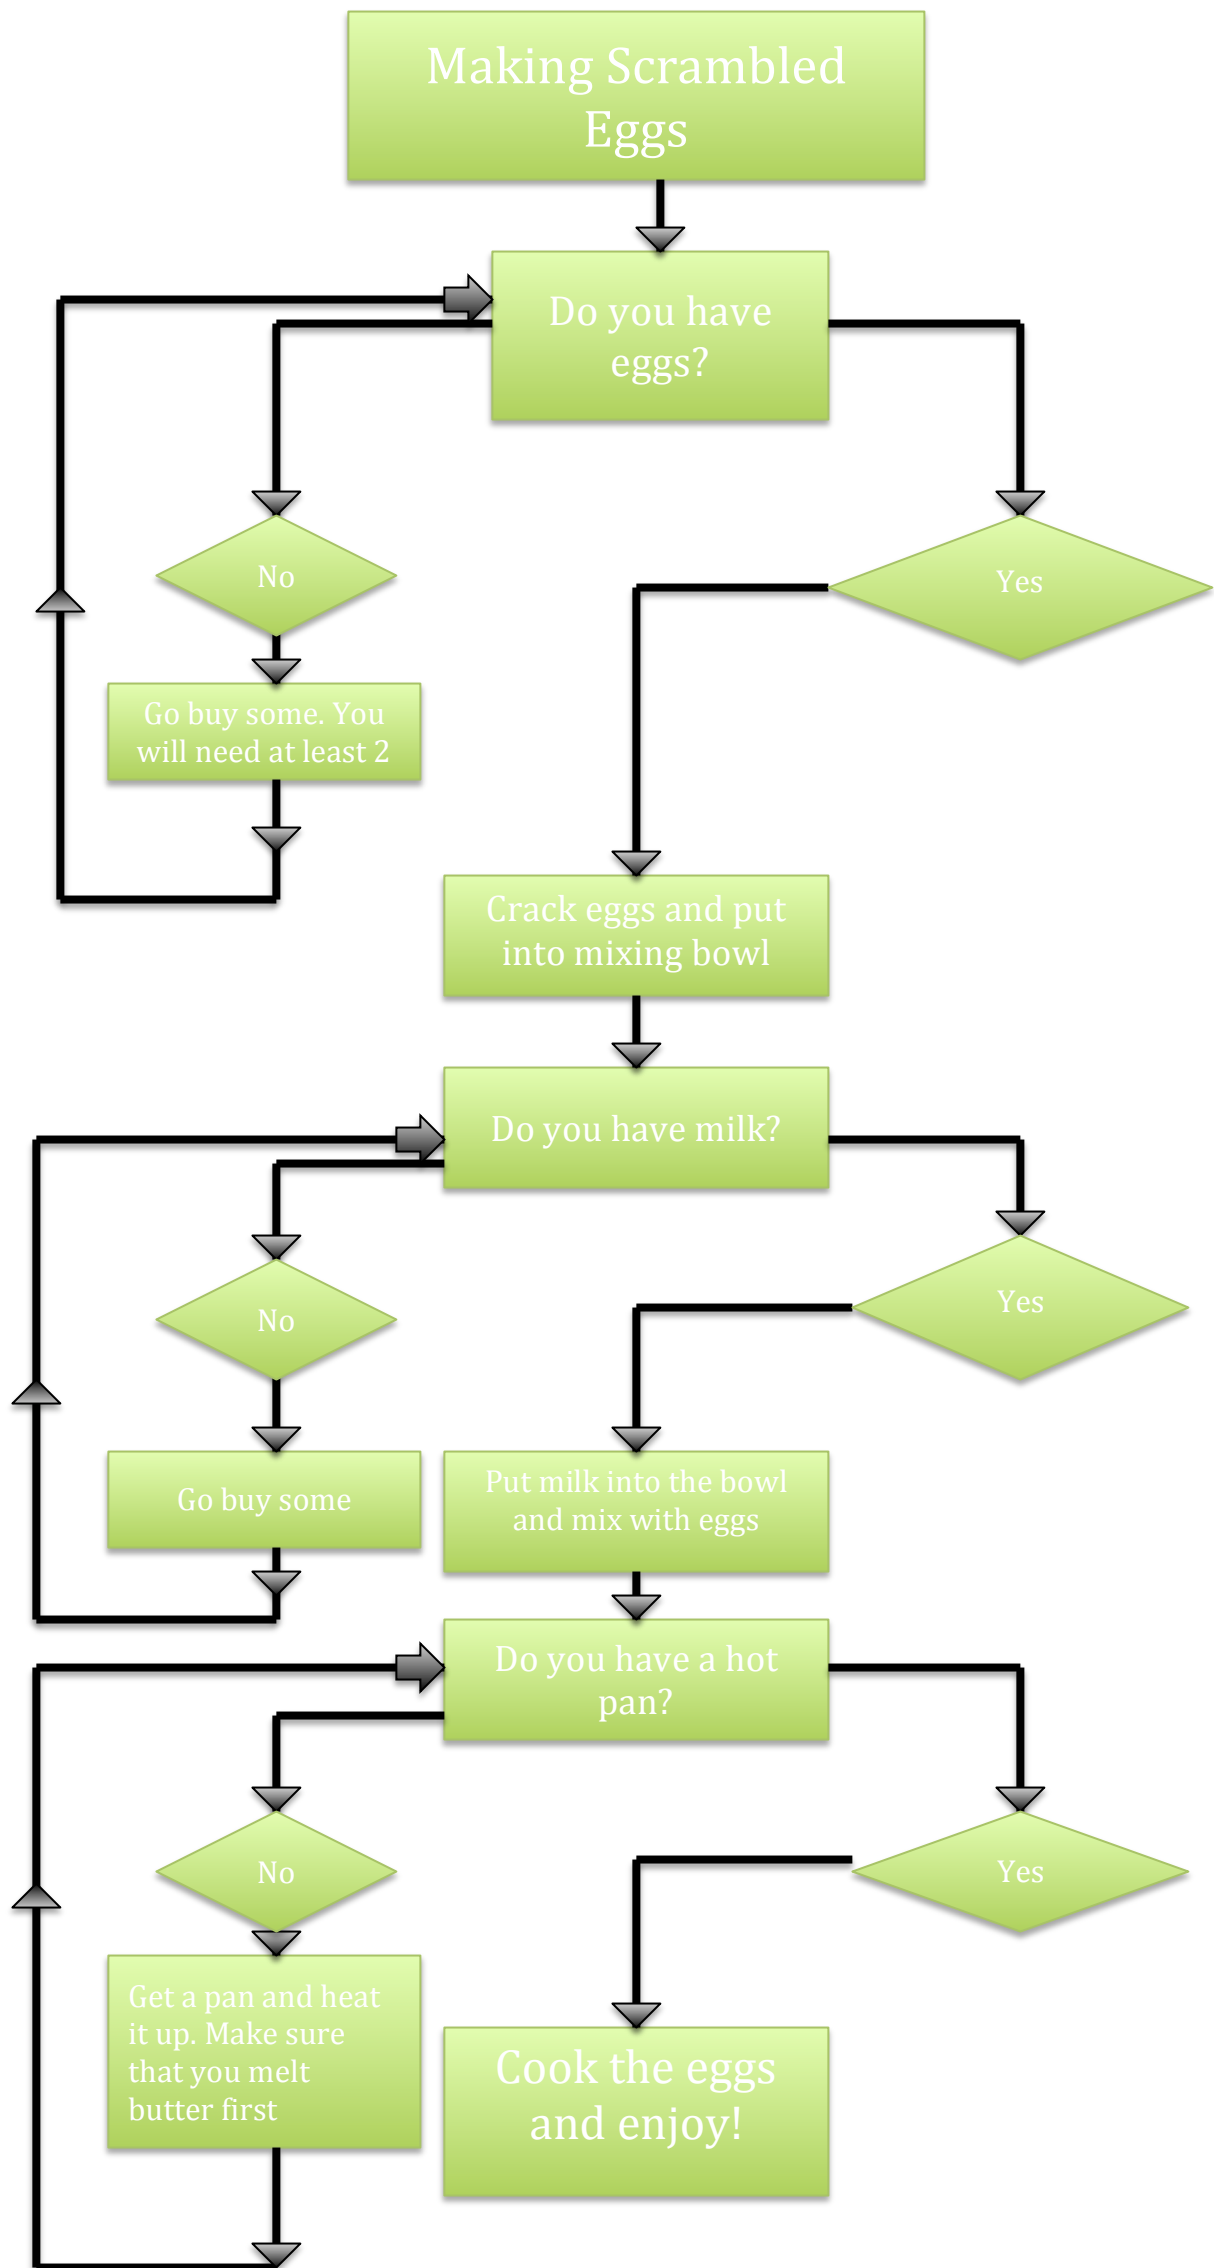 Making Scrambled
Eggs
Do you have
eggs?
No
Yes
Go buy some. You
will need at least 2
Crack eggs and put
into mixing bowl
Do you have milk?
No
Yes
Go buy some
Put milk into the bowl
and mix with eggs
Do you have a hot
pan?
No
Yes
Get a pan and heat
it up. Make sure
that you melt
butter first
Cook the eggs
and enjoy!